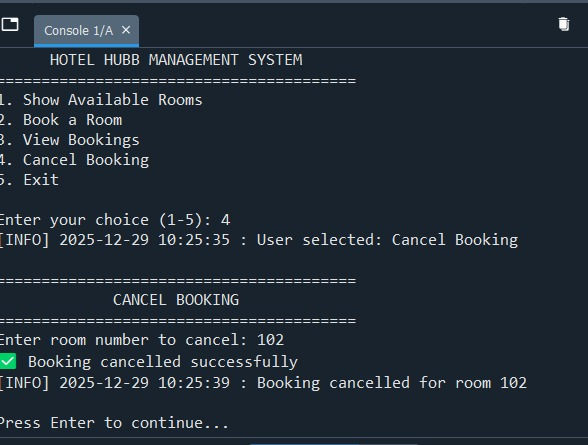 Console 1/A ×
HOTEL HUBB MANAGEMENT SYSTEM
========================================
1. Show Available Rooms
2. Book a Room
3. View Bookings
4. Cancel Booking
5. Exit
Enter your choice (1-5): 4
[INFO] 2025-12-29 10:25:35 : User selected: Cancel Booking
========================================
CANCEL BOOKING
========================================
Enter room number to cancel: 102
✅ Booking cancelled successfully
[INFO] 2025-12-29 10:25:39 : Booking cancelled for room 102
Press Enter to continue...